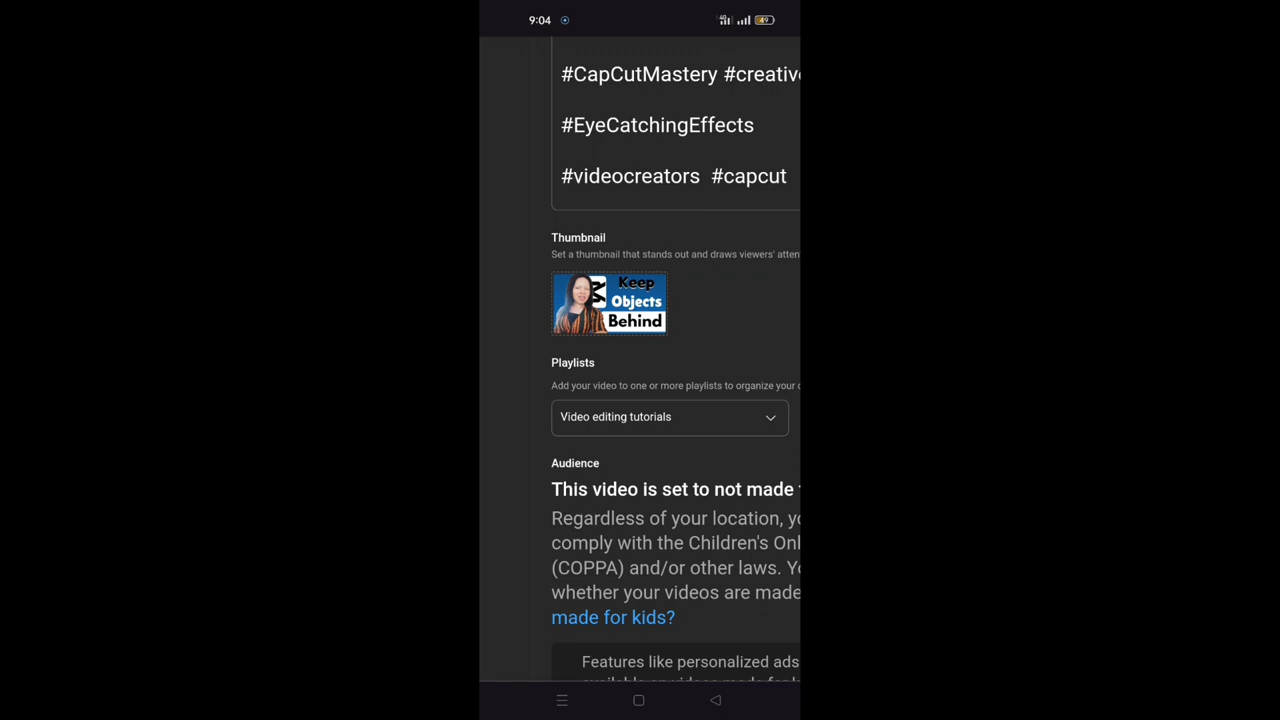 9:04
49
#CapCutMastery #creative
#EyeCatchingEffects
#videocreators #capcut
Thumbnail
Set a thumbnail that stands out and draws viewers' atten
Keep
Objects
Behind
Playlists
Add your video to one or more playlists to organize your
Video editing tutorials
Audience
This video is set to not made
Regardless of your location, yo
comply with the Children's Onl
(COPPA) and/or other laws. Yo
whether your videos are made
made for kids?
Features like personalized ads